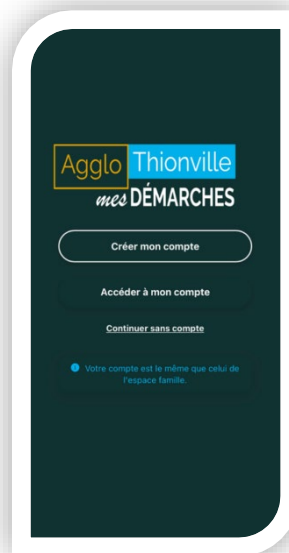 Agglo Thionville
mes DÉMARCHES
Créer mon compte
Accéder à mon compte
Continuer sans compte
Votre compte est le même que celui de
l'espace famille.